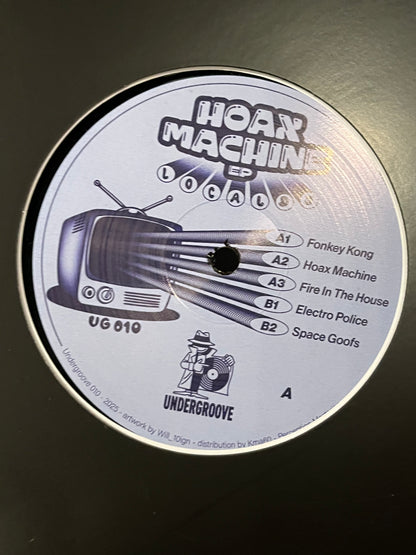 HOAX
MACHINE
EP
LOCALSS
A1 Fonkey Kong
A2 Hoax Machine
A3 Fire In The House
B1 Electro Police
B2 Space Goofs
UG 010
UNDERGROOVE
A
Undergroove 010 - 2025 - artwork by Will_10ign - distribution by